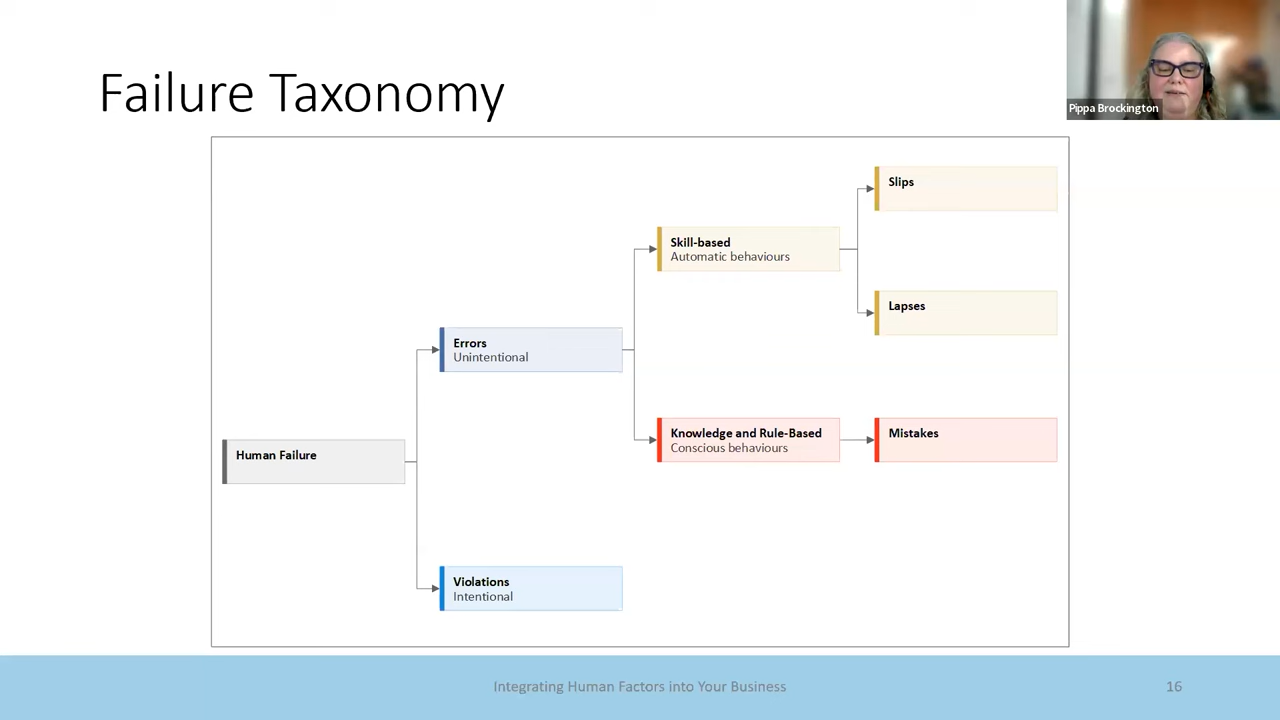 Failure Taxonomy
Pippa Brockington
Slips
Skill-based
Automatic behaviours
Lapses
Errors
Unintentional
Knowledge and Rule-Based
Conscious behaviours
Mistakes
Human Failure
Violations
Intentional
Integrating Human Factors into Your Business
16